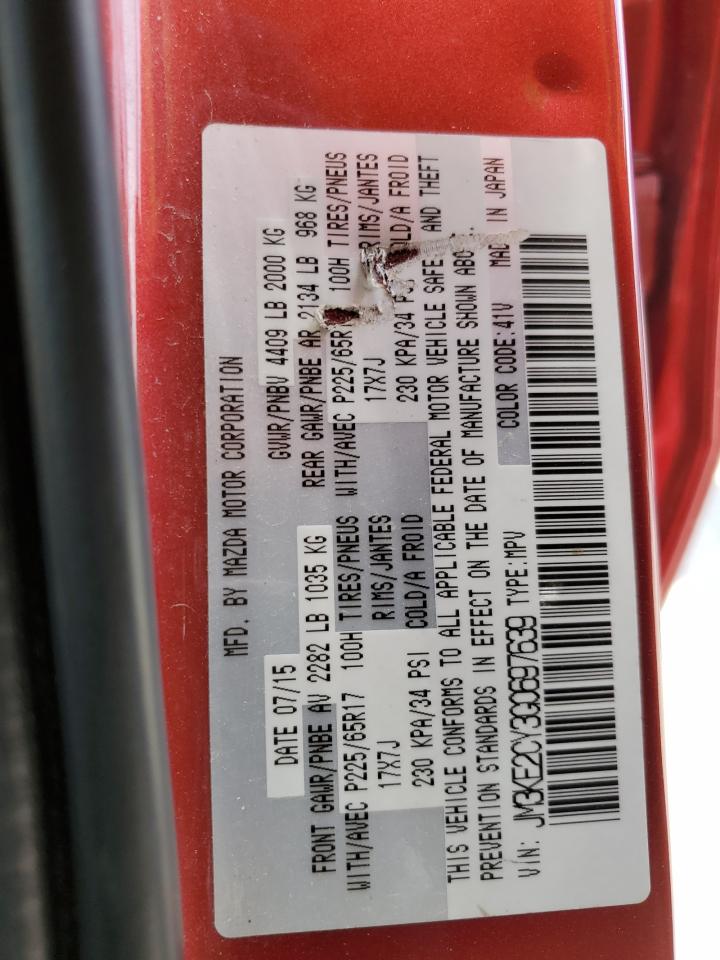 MFD. BY MAZDA MOTOR CORPORATION
DATE 07/15 GVWR/PNBV 4409 LB 2000 KG
FRONT GAWR/PNBE AV 2282 LB 1035 KG REAR GAWR/PNBE AR 2134 LB 968 KG
WITH/AVEC P225/65R17 100H TIRES/PNEUS WITH/AVEC P225/65R 100H TIRES/PNEUS
17X7J RIMS/JANTES 17X7J RIMS/JANTES
230 KPA/34 PSI COLD/A FROID 230 KPA/34 PSI OLD/A FROID
THIS VEHICLE CONFORMS TO ALL APPLICABLE FEDERAL MOTOR VEHICLE SAFE AND THEFT
PREVENTION STANDARDS IN EFFECT ON THE DATE OF MANUFACTURE SHOWN ABO
COLOR CODE:41V MAD IN JAPAN
VIN: JM3KE2CY3G0697639 TYPE:MPV